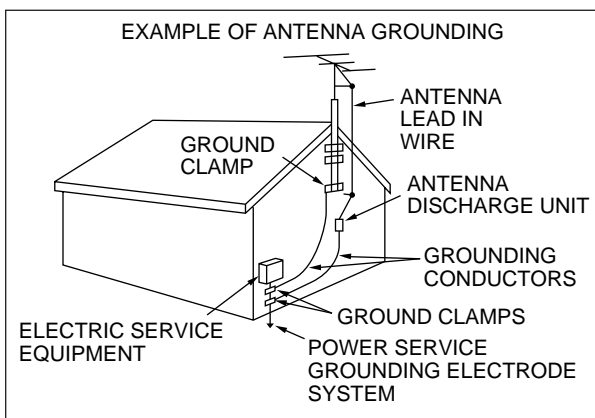 EXAMPLE OF ANTENNA GROUNDING
ANTENNA
LEAD IN
WIRE
GROUND
CLAMP
ANTENNA
DISCHARGE UNIT
GROUNDING
CONDUCTORS
GROUND CLAMPS
ELECTRIC SERVICE
EQUIPMENT
POWER SERVICE
GROUNDING ELECTRODE
SYSTEM